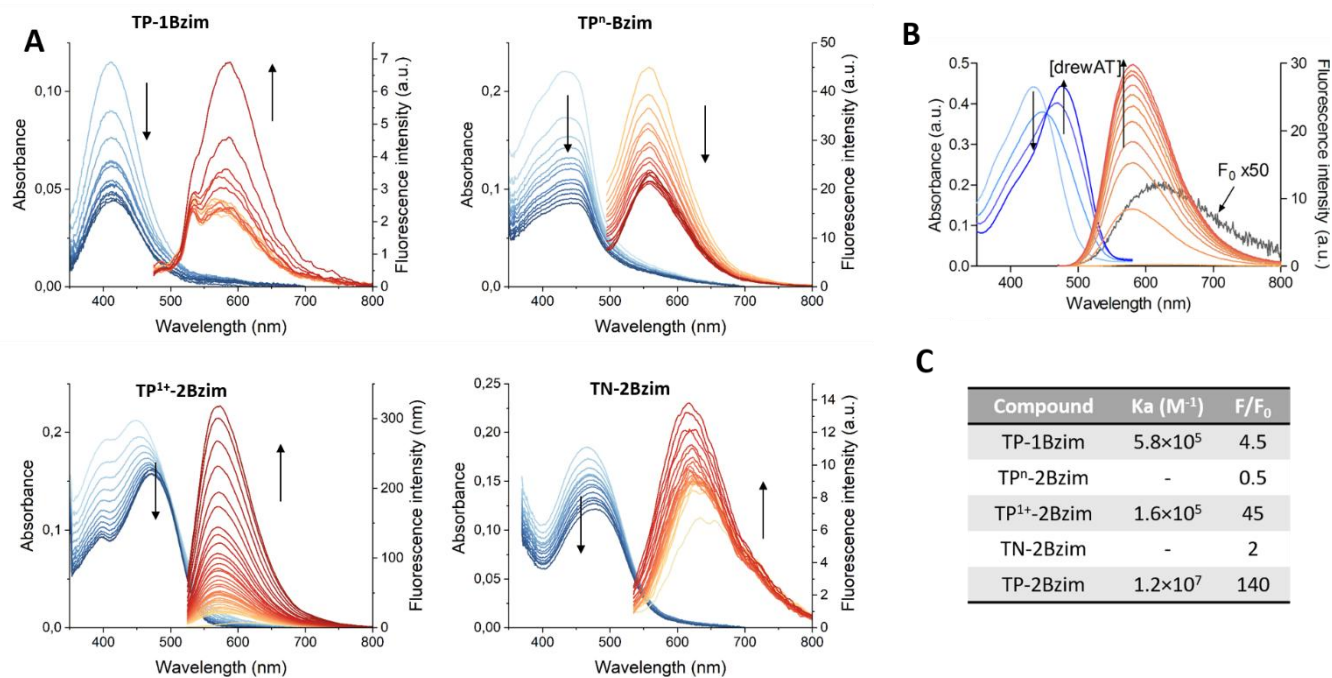 A
TP-1Bzim
0,15
0,10
0,05
0,00
Absorbance
7
6
5
4
3
2
1
0
Fluorescence intensity (a.u.)
400 500 600 700 800
Wavelength (nm)
TPⁿ-Bzim
0,2
0,1
0,0
Absorbance
50
40
30
20
10
0
Fluorescence intensity (a.u.)
400 500 600 700 800
Wavelength (nm)
B
0.5
0.4
0.3
0.2
0.1
0.0
Absorbance (a.u.)
[drewAT]
F₀ x50
30
20
10
0
Fluorescence intensity (a.u.)
400 500 600 700 800
Wavelength (nm)
TP¹⁺-2Bzim
0,2
0,1
0,0
Absorbance
300
200
100
0
Fluorescence intensity (nm)
400 500 600 700 800
Wavelength (nm)
TN-2Bzim
0,25
0,20
0,15
0,10
0,05
0,00
Absorbance
14
12
10
8
6
4
2
0
Fluorescence intensity (a.u.)
400 500 600 700 800
Wavelength (nm)
C
Compound Ka (M⁻¹) F/F₀
TP-1Bzim 5.8×10⁵ 4.5
TPⁿ-2Bzim - 0.5
TP¹⁺-2Bzim 1.6×10⁵ 45
TN-2Bzim - 2
TP-2Bzim 1.2×10⁷ 140